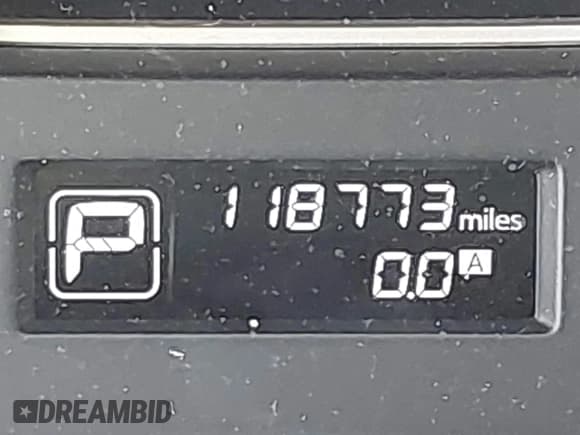 P
118773 miles
0.0 A
DREAMBID